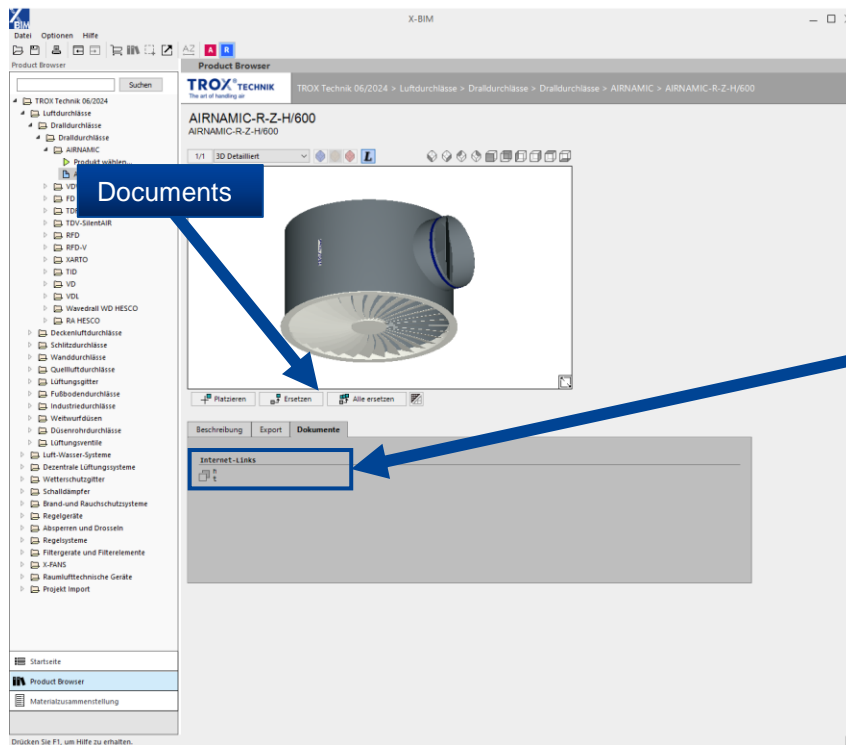 X-BIM
Datei Optionen Hilfe
AZ A R
Product Browser
Product Browser
Suchen
TROX Technik 06/2024
Luftdurchlässe
Dralldurchlässe
Dralldurchlässe
AIRNAMIC
Produkt wählen...
FD
TDV-SilentAIR
RFD
RFD-V
XARTO
TID
VD
VDL
Wavedrall WD HESCO
RA HESCO
Deckenluftdurchlässe
Schlitzdurchlässe
Wanddurchlässe
Quellluftdurchlässe
Lüftungsgitter
Fußbodendurchlässe
Industriedurchlässe
Weitwurfdüsen
Düsenrohrdurchlässe
Lüftungsventile
Luft-Wasser-Systeme
Dezentrale Lüftungssysteme
Wetterschutzgitter
Schalldämpfer
Brand-und Rauchschutzsysteme
Regelgeräte
Absperren und Drosseln
Regelsysteme
Filtergerate und Filterelemente
X-FANS
Raumlufttechnische Geräte
Projekt Import
Startseite
Product Browser
Materialzusammenstellung
Drücken Sie F1, um Hilfe zu erhalten.
TROX® TECHNIK
The art of handling air
TROX Technik 06/2024 > Luftdurchlässe > Dralldurchlässe > Dralldurchlässe > AIRNAMIC > AIRNAMIC-R-Z-H/600
AIRNAMIC-R-Z-H/600
AIRNAMIC-R-Z-H/600
1/1 3D Detailliert L
Documents
Platzieren Ersetzen Alle ersetzen
Beschreibung Export Dokumente
Internet-Links
h
t